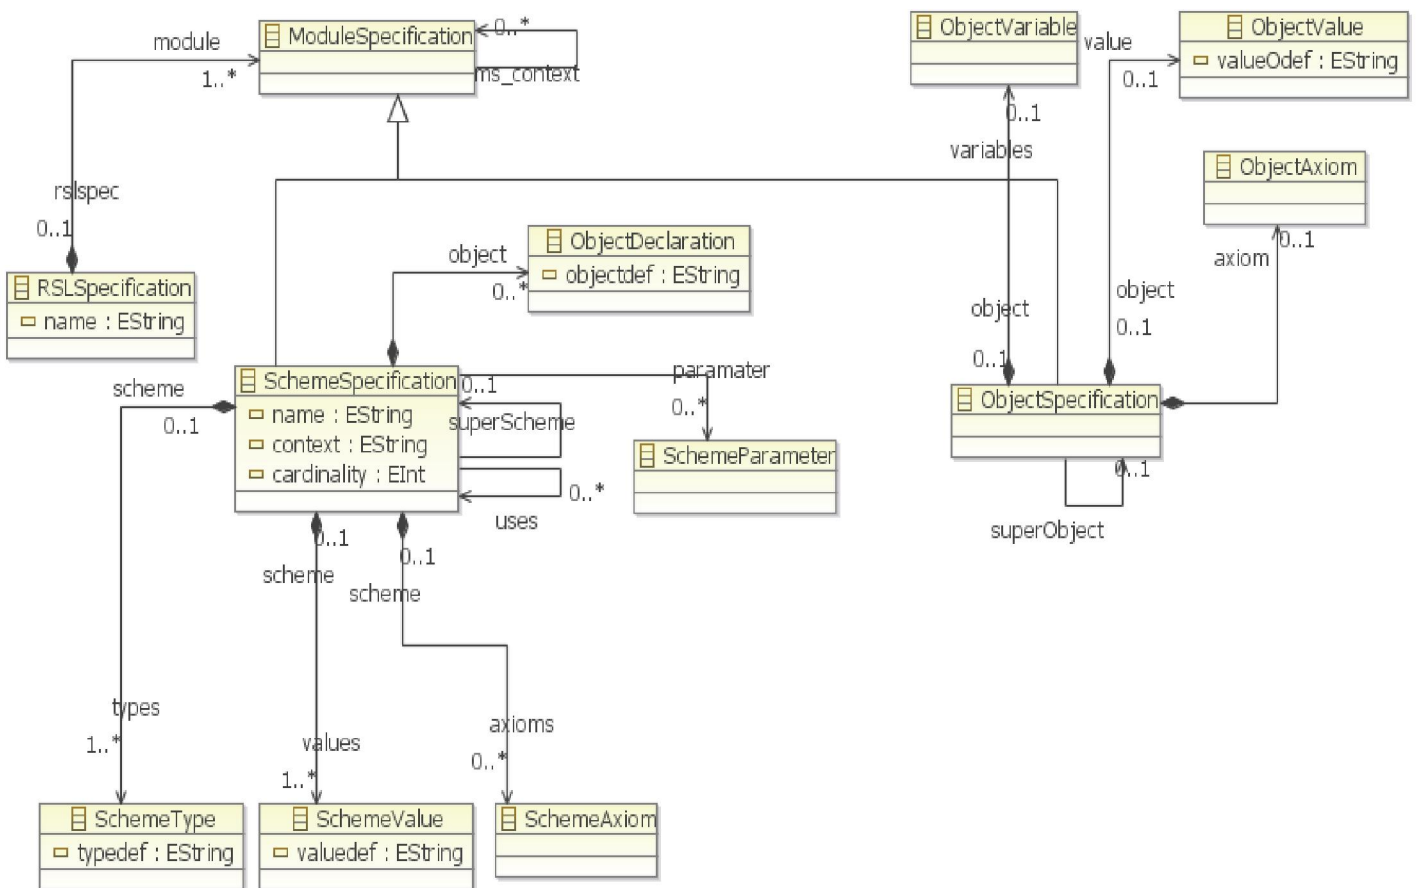 ModuleSpecification
0..*
ms_context
module
1..*
rslspec
0..1
RSLSpecification
name : EString
ObjectVariable
0..1
variables
ObjectValue
valueOdef : EString
value
0..1
ObjectAxiom
0..1
axiom
ObjectDeclaration
objectdef : EString
object
0..*
object
0..1
object
0..1
SchemeSpecification
name : EString
context : EString
cardinality : EInt
0..1
superScheme
0..*
uses
paramater
0..*
SchemeParameter
ObjectSpecification
0..1
superObject
scheme
0..1
0..1
scheme
0..1
scheme
types
1..*
values
1..*
axioms
0..*
SchemeType
typedef : EString
SchemeValue
valuedef : EString
SchemeAxiom